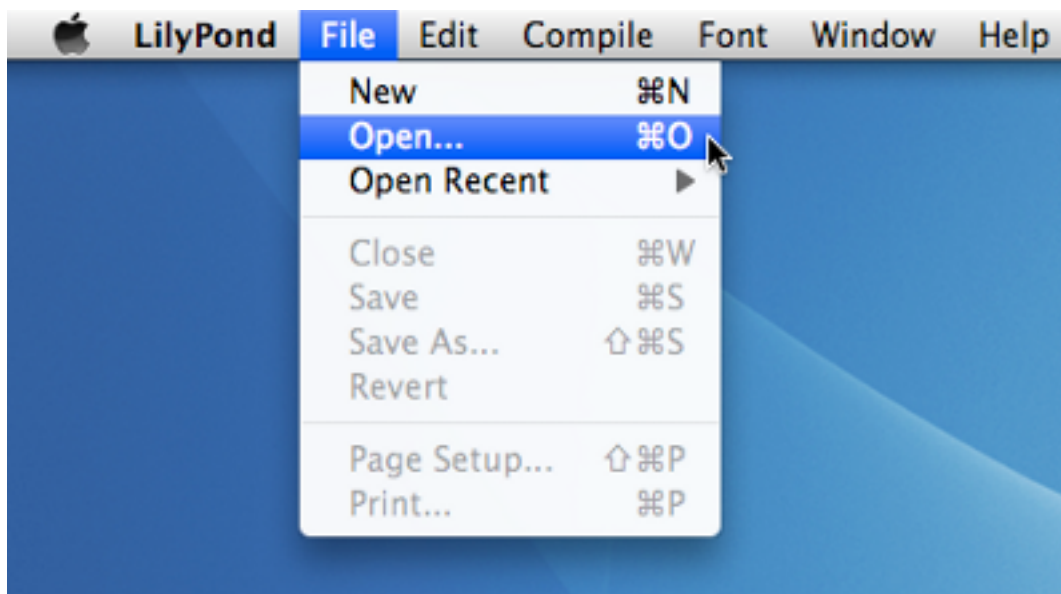 LilyPond File Edit Compile Font Window Help
New ⌘N
Open... ⌘O
Open Recent ▶
Close ⌘W
Save ⌘S
Save As... ⇧⌘S
Revert
Page Setup... ⇧⌘P
Print... ⌘P